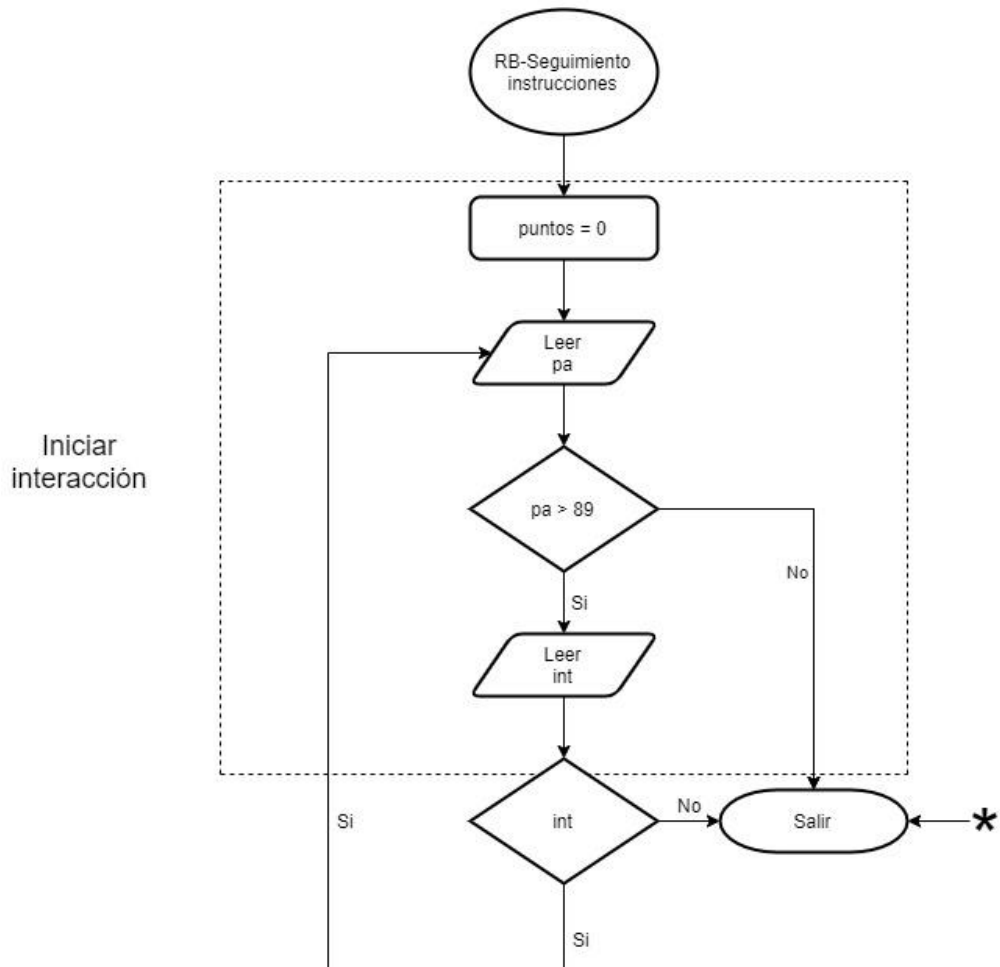 RB-Seguimiento
instrucciones
puntos = 0
Leer
pa
Iniciar
interacción
pa > 89
No
Si
Leer
int
Si
int
No
Salir
*
Si